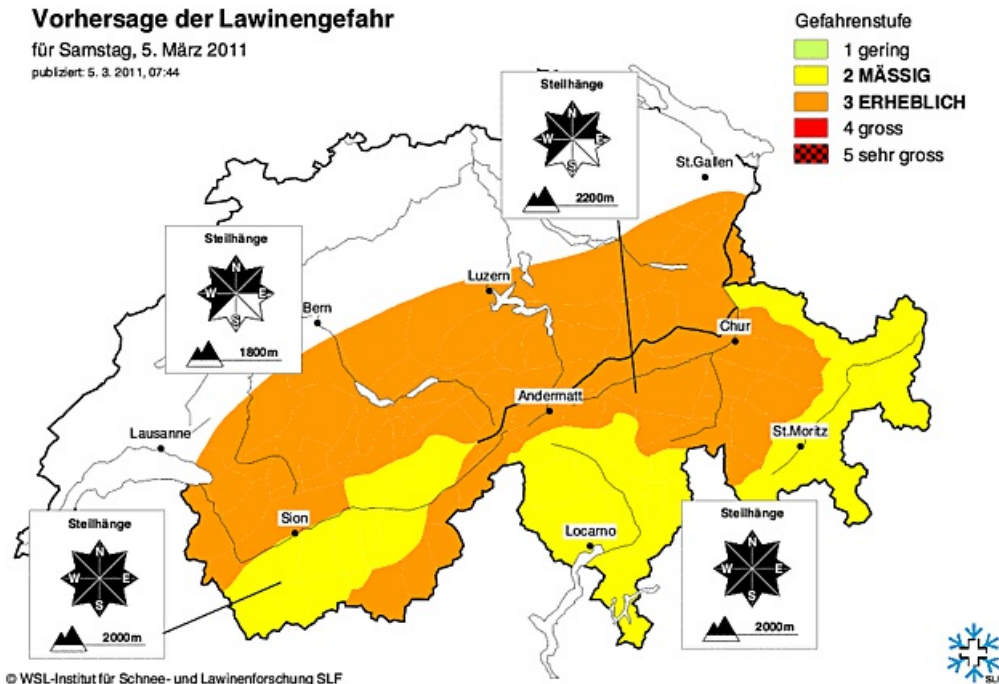 Vorhersage der Lawinengefahr
für Samstag, 5. März 2011
publiziert: 5. 3. 2011, 07:44
Gefahrenstufe
1 gering
2 MÄSSIG
3 ERHEBLICH
4 gross
5 sehr gross
Steilhänge
N
W E
S
2200m
St.Gallen
Steilhänge
N
W E
S
1800m
Luzern
Bern
Chur
Andermatt
Lausanne
St.Moritz
Sion
Locarno
Steilhänge
N
W E
S
2000m
Steilhänge
N
W E
S
2000m
© WSL-Institut für Schnee- und Lawinenforschung SLF
SLF